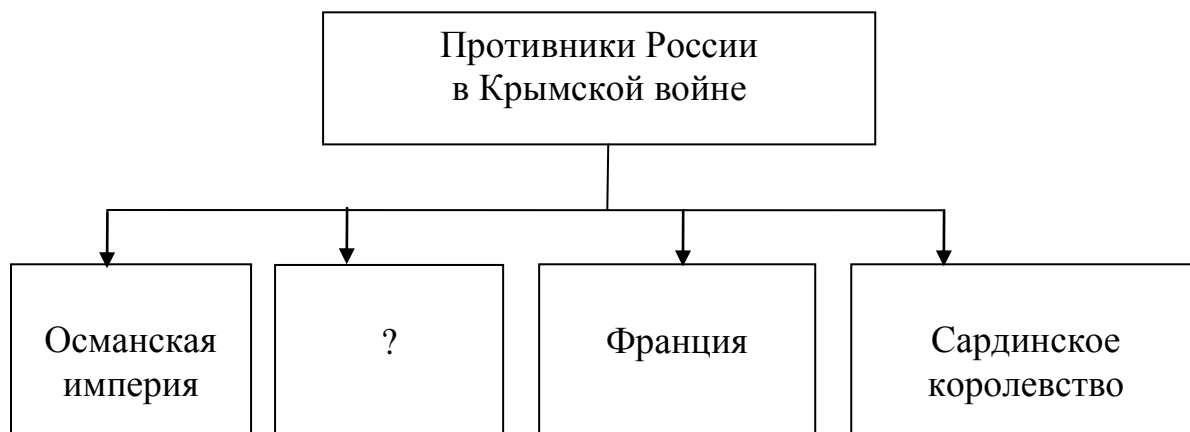 Противники России
в Крымской войне
Османская
империя
?
Франция
Сардинское
королевство